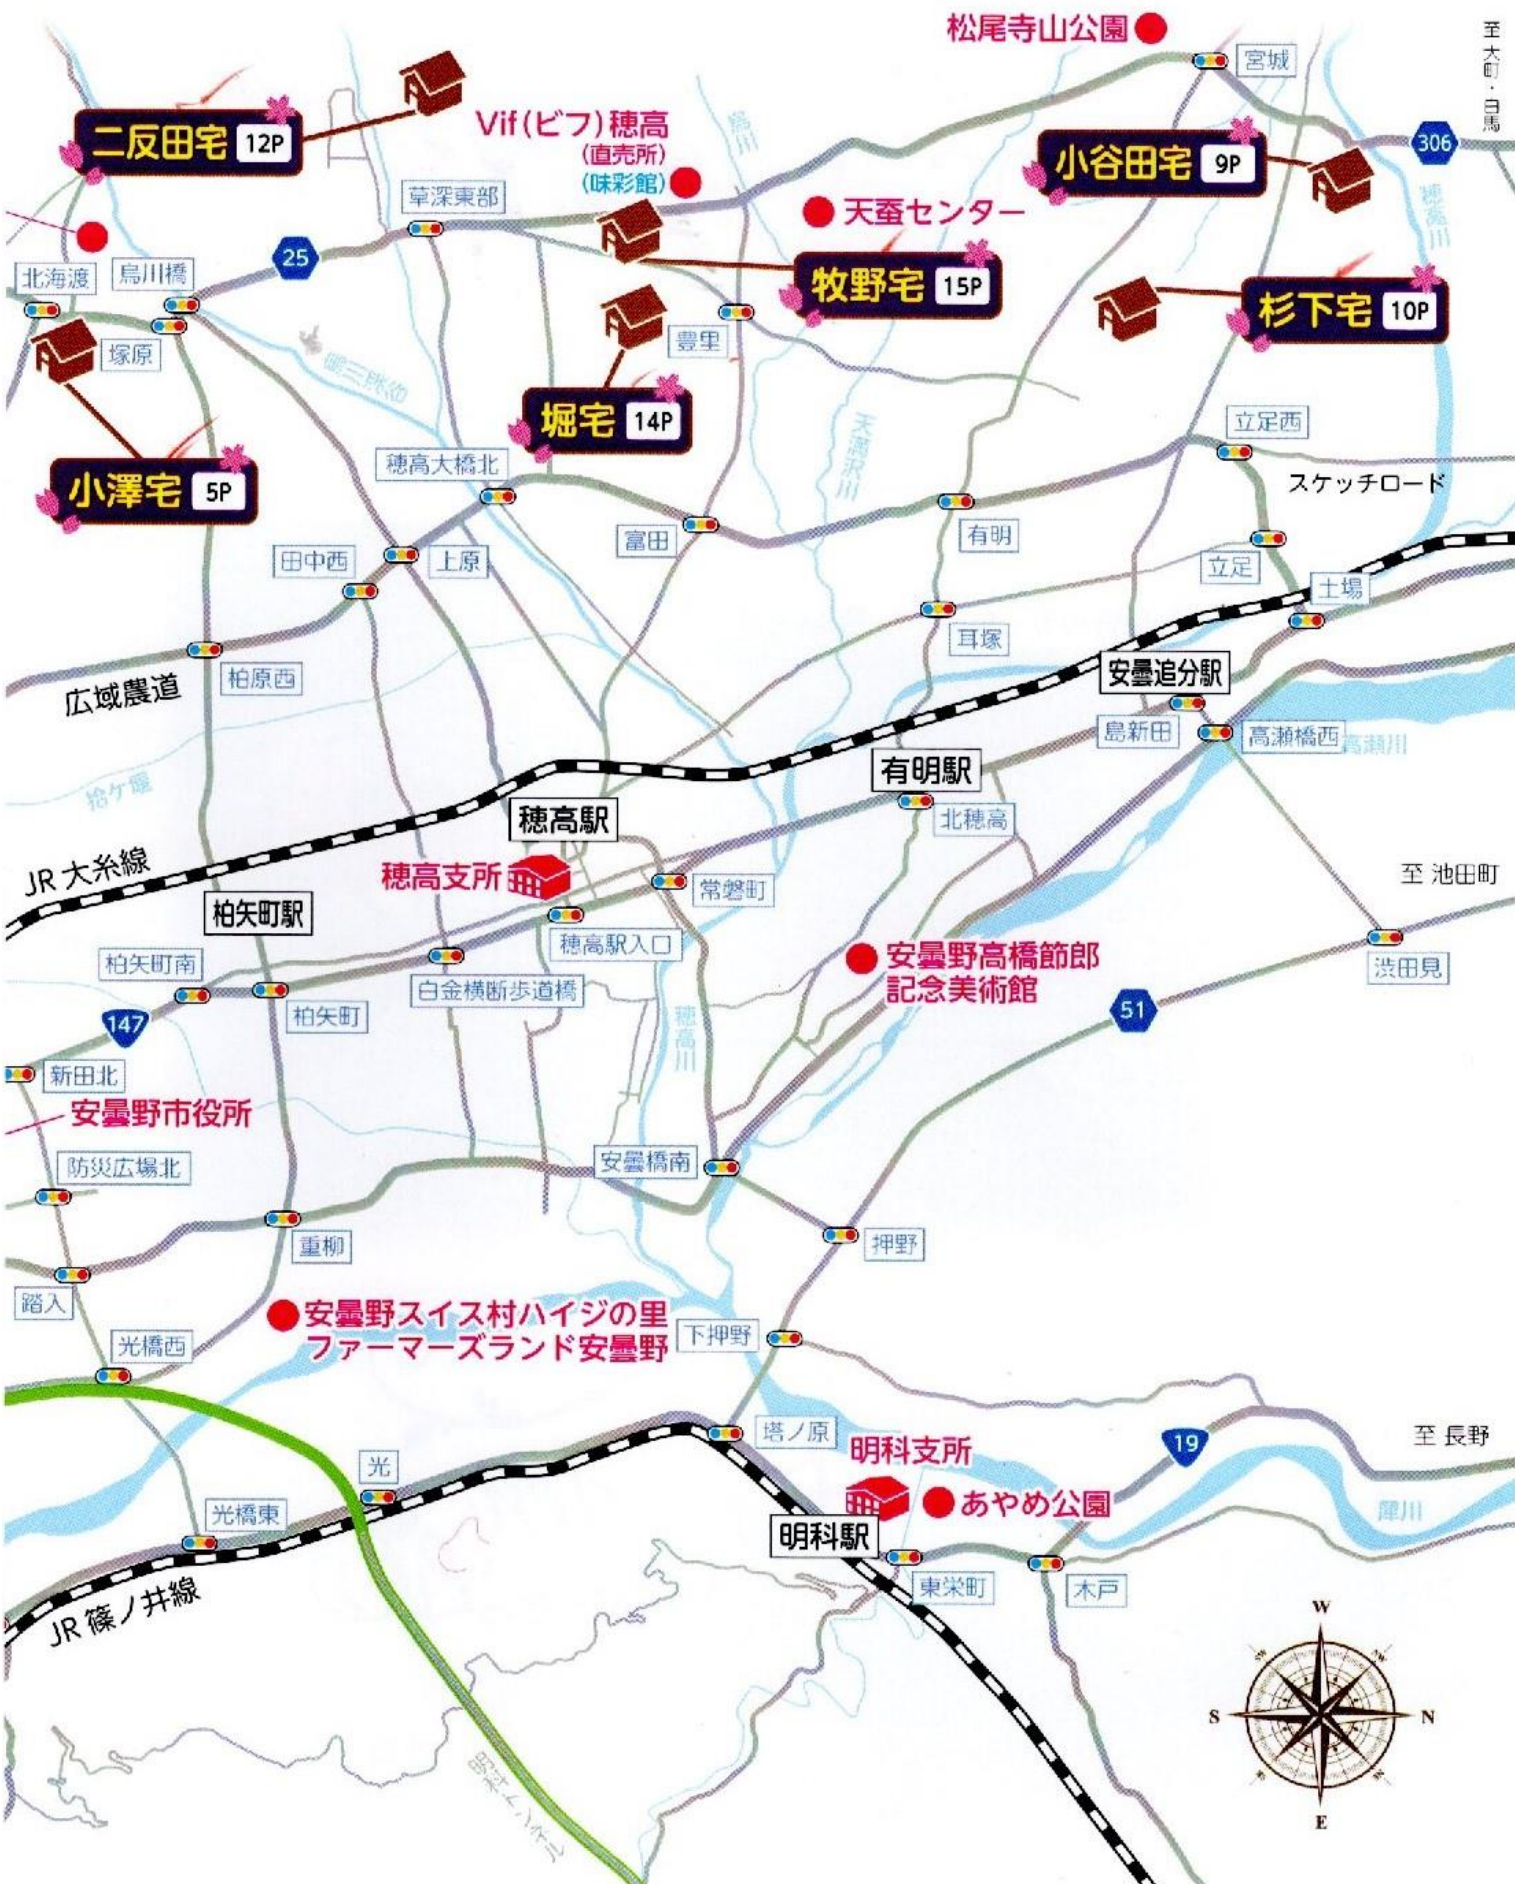 松尾寺山公園
宮城
至 大町・白馬
二反田宅 12P
Vif(ビフ)穂高
(直売所)
(味彩館)
烏川
306
小谷田宅 9P
穂高川
草深東部
天蚕センター
25
北海渡
烏川橋
牧野宅 15P
杉下宅 10P
塚原
豊里
堀宅 14P
天満沢川
立足西
小澤宅 5P
穂高大橋北
スケッチロード
富田
有明
田中西
上原
立足
土場
耳塚
柏原西
安曇追分駅
広域農道
島新田
高瀬橋西
高瀬川
有明駅
拾ケ堰
穂高駅
北穂高
JR 大糸線
穂高支所
常磐町
至 池田町
柏矢町駅
穂高駅入口
安曇野高橋節郎
記念美術館
渋田見
柏矢町南
白金横断歩道橋
柏矢町
147
51
穂高川
新田北
安曇野市役所
防災広場北
安曇橋南
重柳
押野
踏入
安曇野スイス村ハイジの里
ファーマーズランド安曇野
下押野
光橋西
塔ノ原
19
至 長野
明科支所
光
あやめ公園
光橋東
犀川
明科駅
東栄町
木戸
JR 篠ノ井線
W
S
N
E
明科トンネル